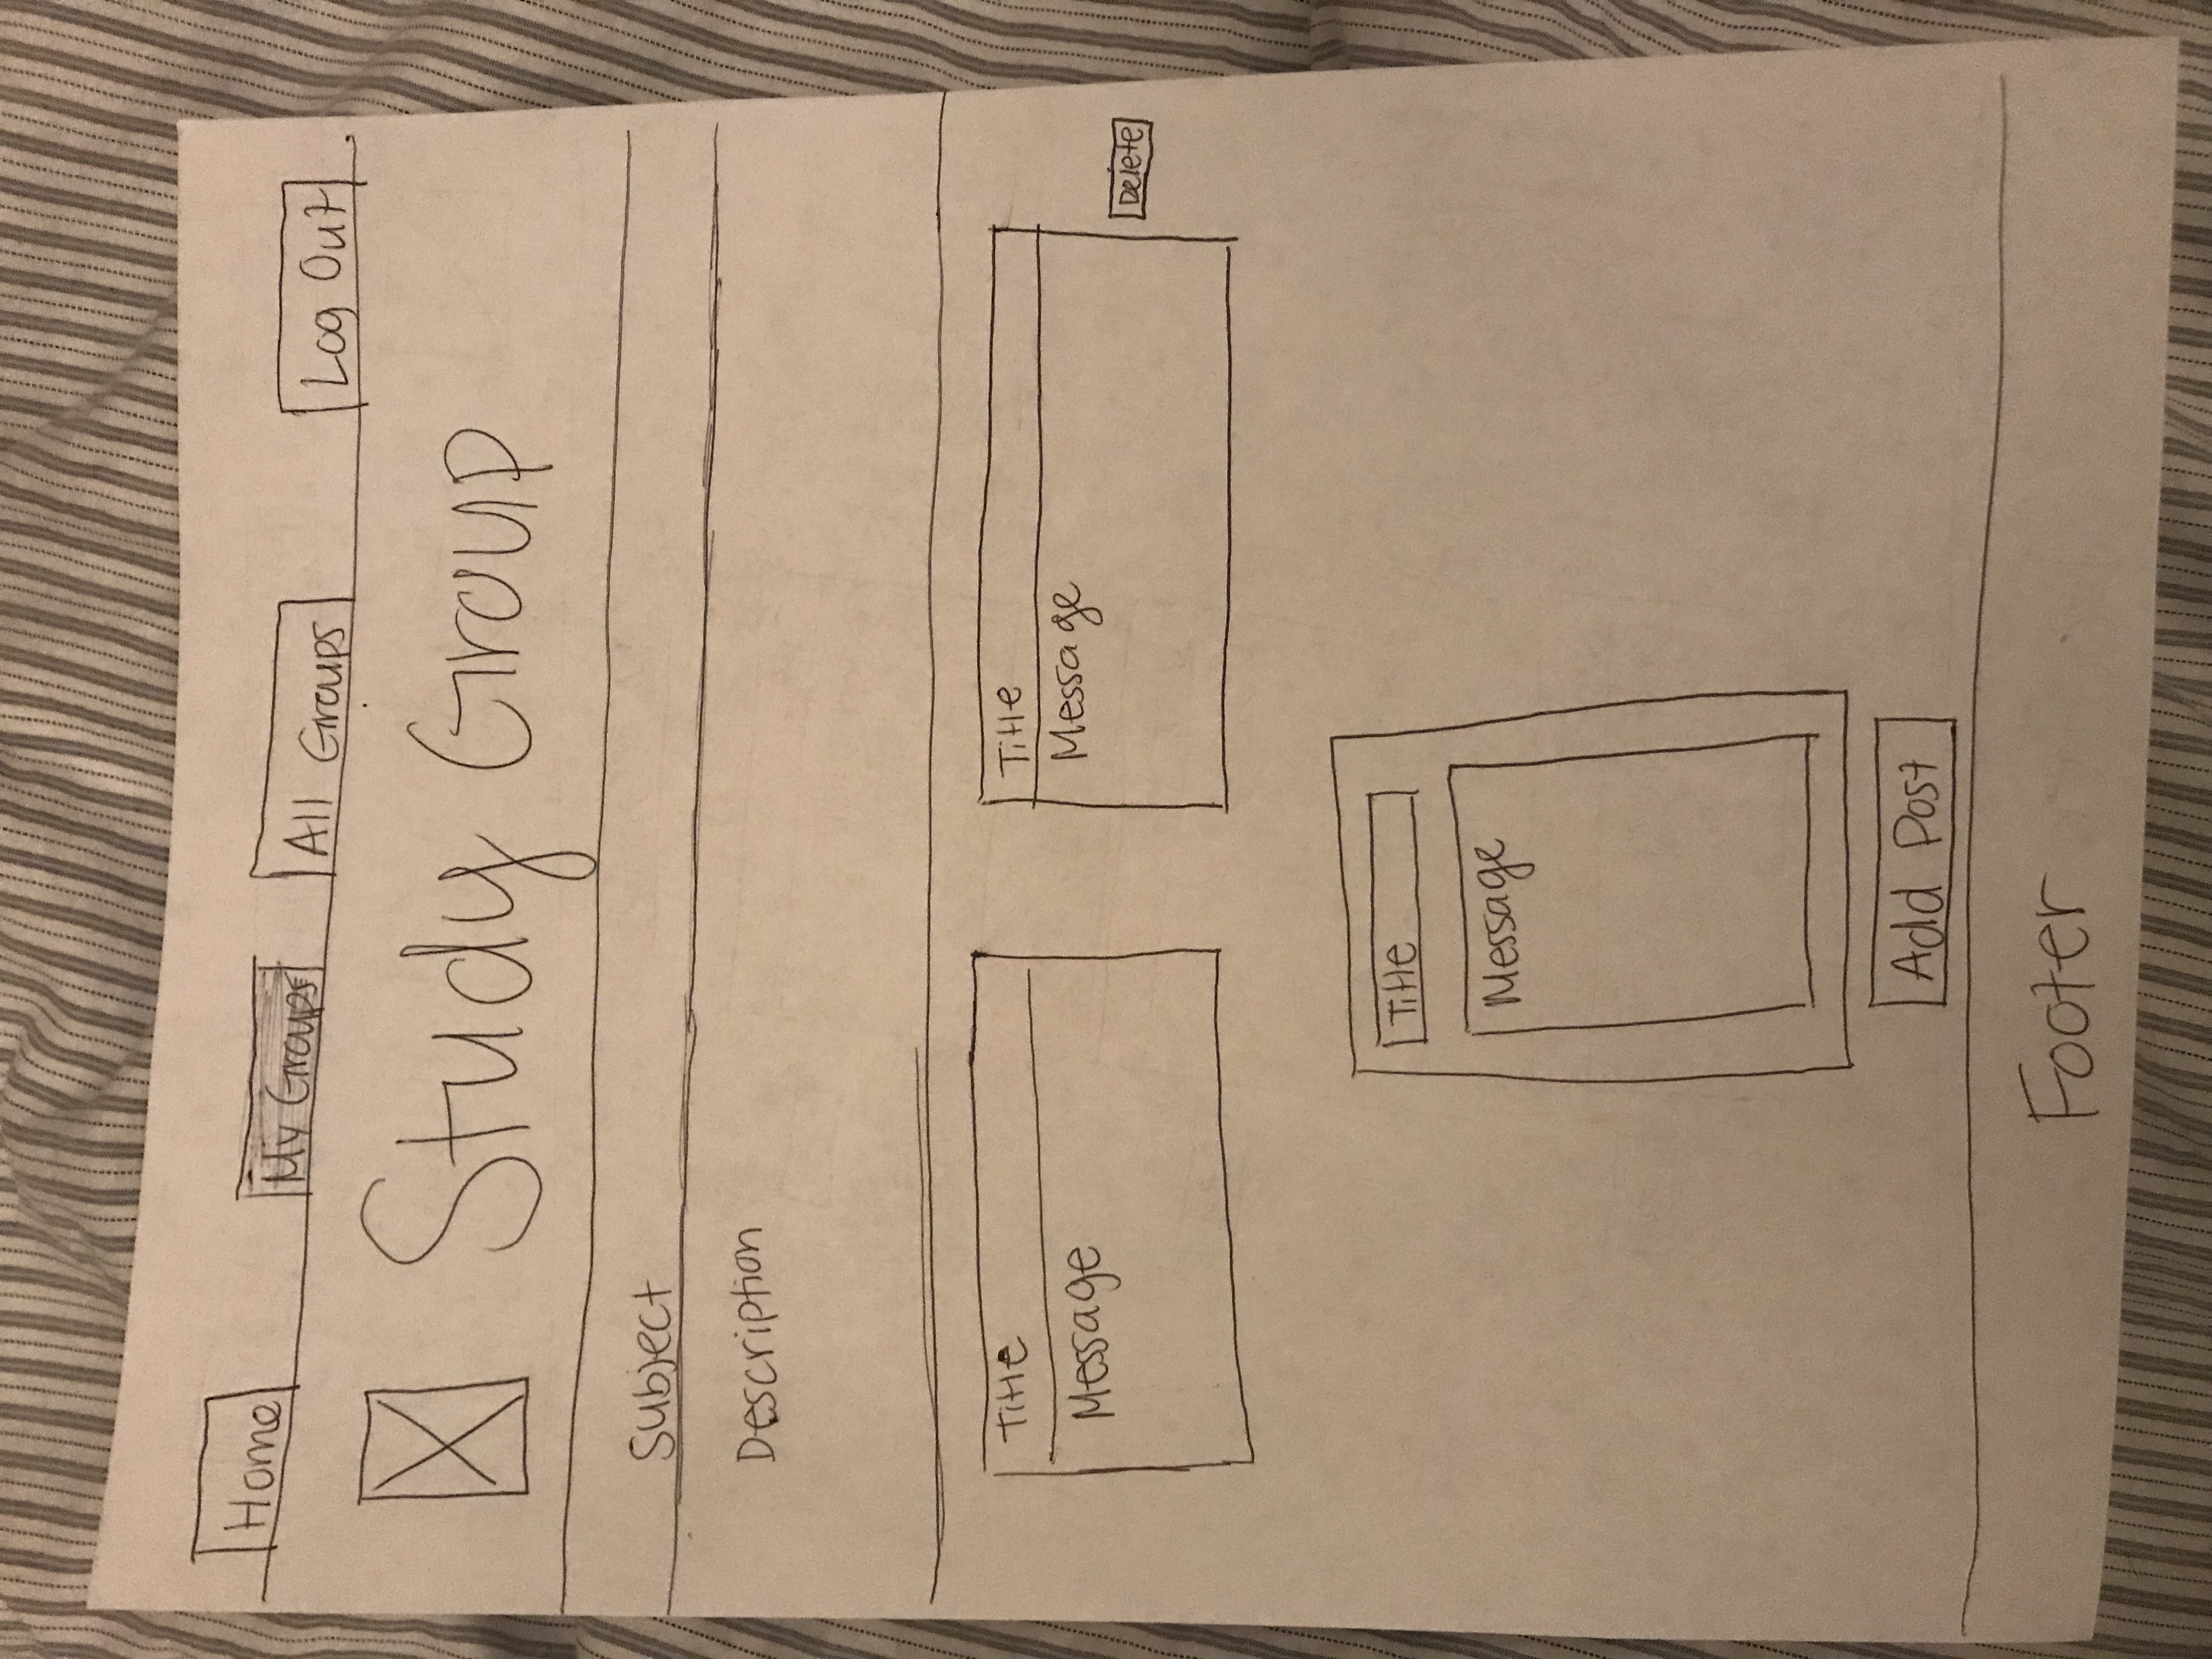 Home My Groups All Groups Log Out
Study Group
Subject
Description
Title
Message
Title
Message
Delete
Title
Message
Add Post
Footer